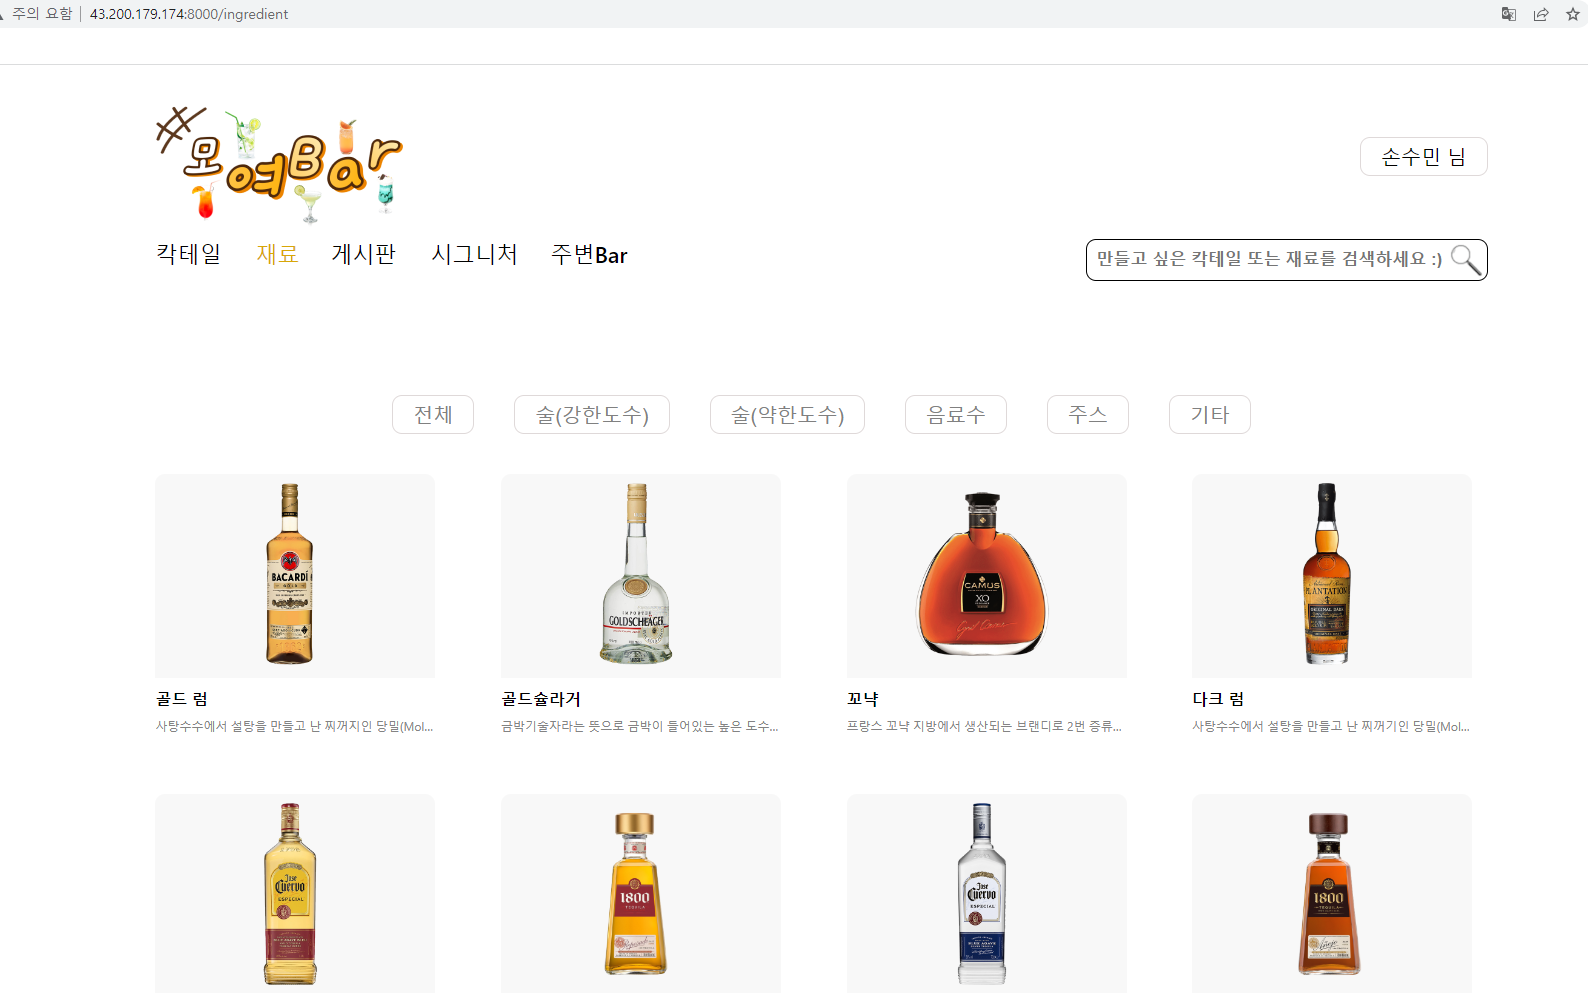 주의 요함 43.200.179.174:8000/ingredient
모여Bar
손수민 님
칵테일 재료 게시판 시그니처 주변Bar
만들고 싶은 칵테일 또는 재료를 검색하세요 :)
전체 술(강한도수) 술(약한도수) 음료수 주스 기타
BACARDÍ
IMPORTED
GOLDSCHLÄGER
CAMUS
XO
PLANTATION
ORIGINAL DARK
골드 럼 골드슐라거 꼬냑 다크 럼
사탕수수에서 설탕을 만들고 난 찌꺼지인 당밀(Mol... 금박기술자라는 뜻으로 금박이 들어있는 높은 도수... 프랑스 꼬냑 지방에서 생산되는 브랜디로 2번 증류... 사탕수수에서 설탕을 만들고 난 찌꺼기인 당밀(Mol...
Jose
Cuervo
ESPECIAL
1800
TEQUILA
Jose
Cuervo
ESPECIAL
1800
TEQUILA